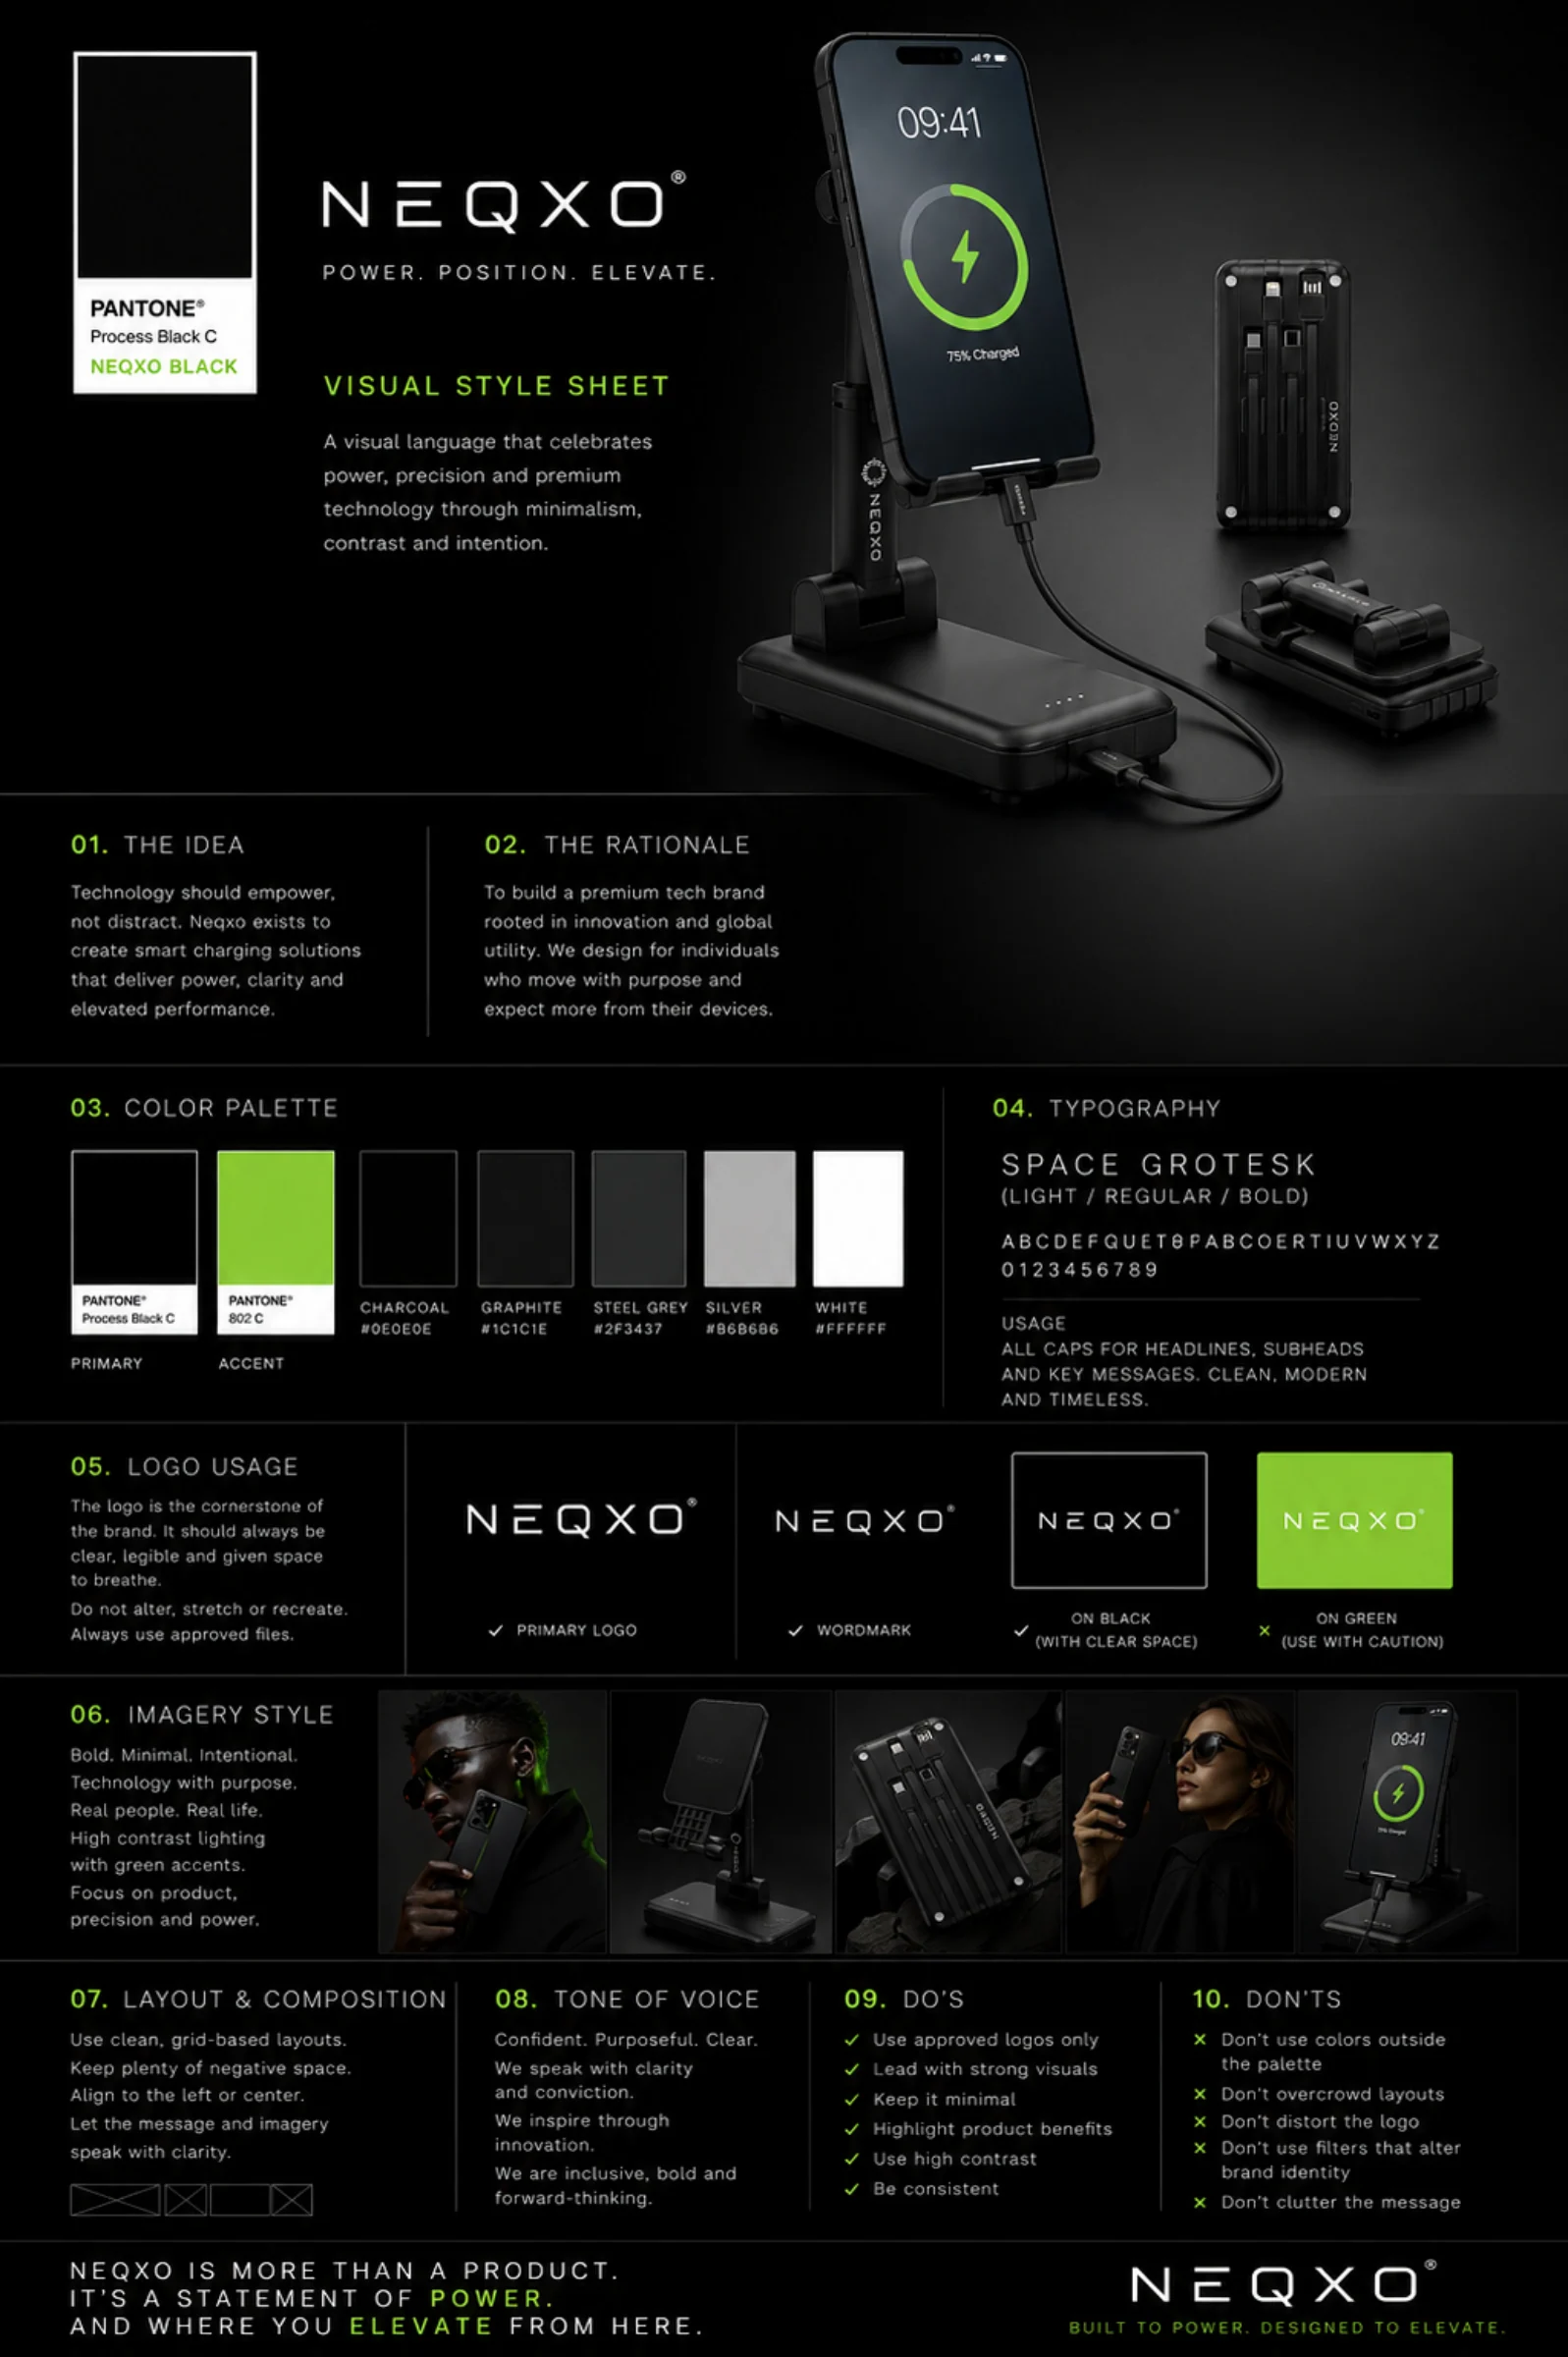 PANTONE®
Process Black C
NEQXO BLACK
NEQXO®
POWER. POSITION. ELEVATE.
VISUAL STYLE SHEET
A visual language that celebrates
power, precision and premium
technology through minimalism,
contrast and intention.
09:41
75% Charged
NEQXO
NEQXO
01. THE IDEA
Technology should empower,
not distract. Neqxo exists to
create smart charging solutions
that deliver power, clarity and
elevated performance.
02. THE RATIONALE
To build a premium tech brand
rooted in innovation and global
utility. We design for individuals
who move with purpose and
expect more from their devices.
03. COLOR PALETTE
PANTONE®
Process Black C
PRIMARY
PANTONE®
802 C
ACCENT
CHARCOAL
#0E0E0E
GRAPHITE
#1C1C1E
STEEL GREY
#2F3437
SILVER
#B6B6B6
WHITE
#FFFFFF
04. TYPOGRAPHY
SPACE GROTESK
(LIGHT / REGULAR / BOLD)
ABCDEFQUET8PABCOERTIUVWXYZ
0123456789
USAGE
ALL CAPS FOR HEADLINES, SUBHEADS
AND KEY MESSAGES. CLEAN, MODERN
AND TIMELESS.
05. LOGO USAGE
The logo is the cornerstone of
the brand. It should always be
clear, legible and given space
to breathe.
Do not alter, stretch or recreate.
Always use approved files.
NEQXO®
✓ PRIMARY LOGO
NEQXO®
✓ WORDMARK
NEQXO®
✓ ON BLACK
(WITH CLEAR SPACE)
NEQXO®
✕ ON GREEN
(USE WITH CAUTION)
06. IMAGERY STYLE
Bold. Minimal. Intentional.
Technology with purpose.
Real people. Real life.
High contrast lighting
with green accents.
Focus on product,
precision and power.
09:41
07. LAYOUT & COMPOSITION
Use clean, grid-based layouts.
Keep plenty of negative space.
Align to the left or center.
Let the message and imagery
speak with clarity.
08. TONE OF VOICE
Confident. Purposeful. Clear.
We speak with clarity
and conviction.
We inspire through
innovation.
We are inclusive, bold and
forward-thinking.
09. DO'S
✓ Use approved logos only
✓ Lead with strong visuals
✓ Keep it minimal
✓ Highlight product benefits
✓ Use high contrast
✓ Be consistent
10. DON'TS
✕ Don't use colors outside
the palette
✕ Don't overcrowd layouts
✕ Don't distort the logo
✕ Don't use filters that alter
brand identity
✕ Don't clutter the message
NEQXO IS MORE THAN A PRODUCT.
IT'S A STATEMENT OF POWER.
AND WHERE YOU ELEVATE FROM HERE.
NEQXO®
BUILT TO POWER. DESIGNED TO ELEVATE.